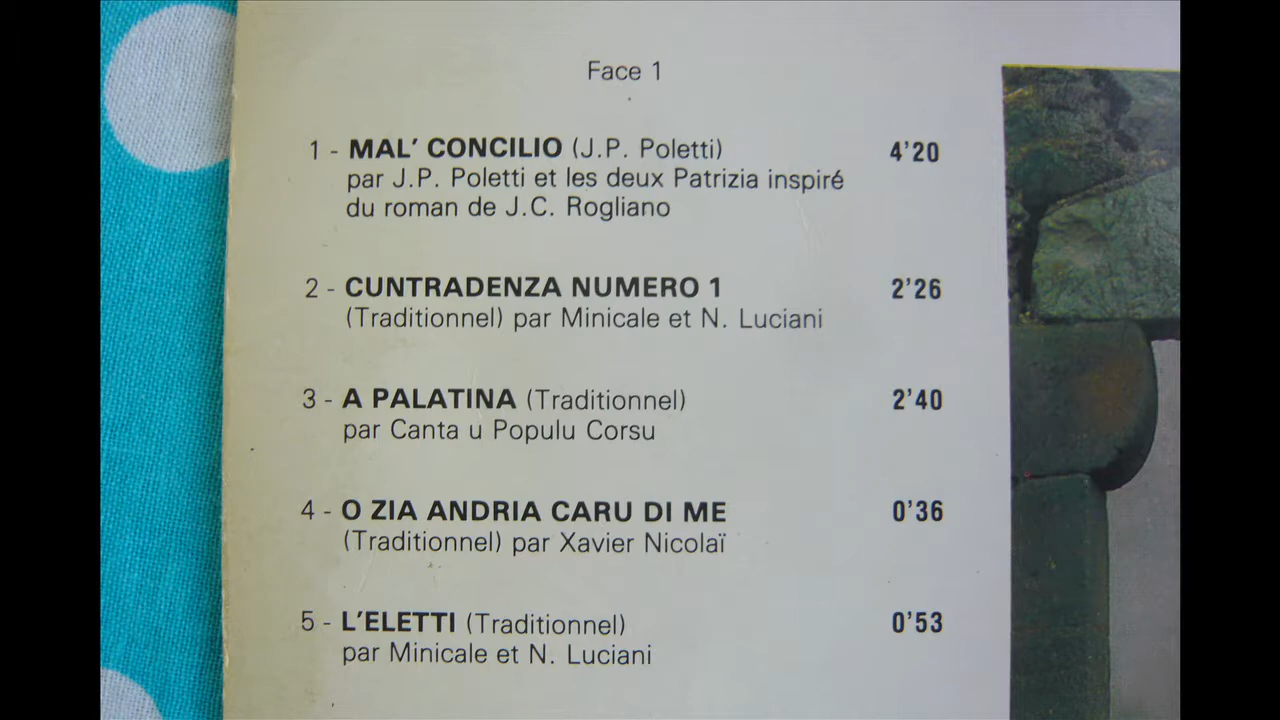 Face 1
1 - MAL' CONCILIO (J.P. Poletti) 4'20
par J.P. Poletti et les deux Patrizia inspiré
du roman de J.C. Rogliano
2 - CUNTRADENZA NUMERO 1 2'26
(Traditionnel) par Minicale et N. Luciani
3 - A PALATINA (Traditionnel) 2'40
par Canta u Populu Corsu
4 - O ZIA ANDRIA CARU DI ME 0'36
(Traditionnel) par Xavier Nicolaï
5 - L'ELETTI (Traditionnel) 0'53
par Minicale et N. Luciani